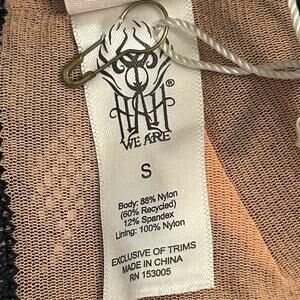 HAH
®
WE ARE
S
Body: 88% Nylon
(60% Recycled)
12% Spandex
Lining: 100% Nylon
EXCLUSIVE OF TRIMS
MADE IN CHINA
RN 153005